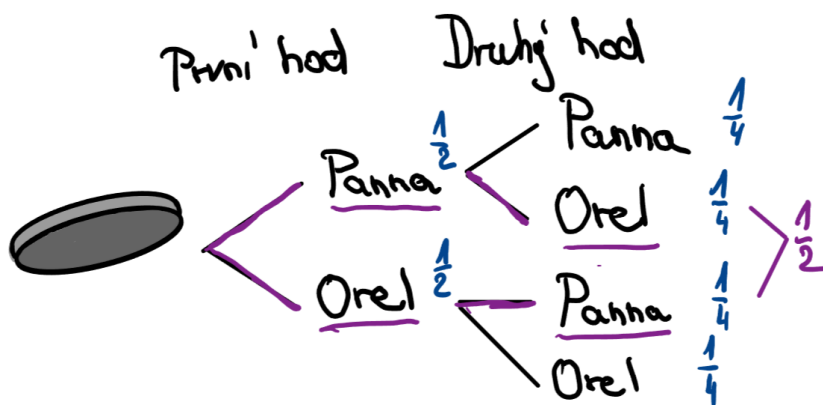 První hod Druhý hod
Panna 1/2
Panna 1/4
Orel 1/4
1/2
Orel 1/2
Panna 1/4
Orel 1/4